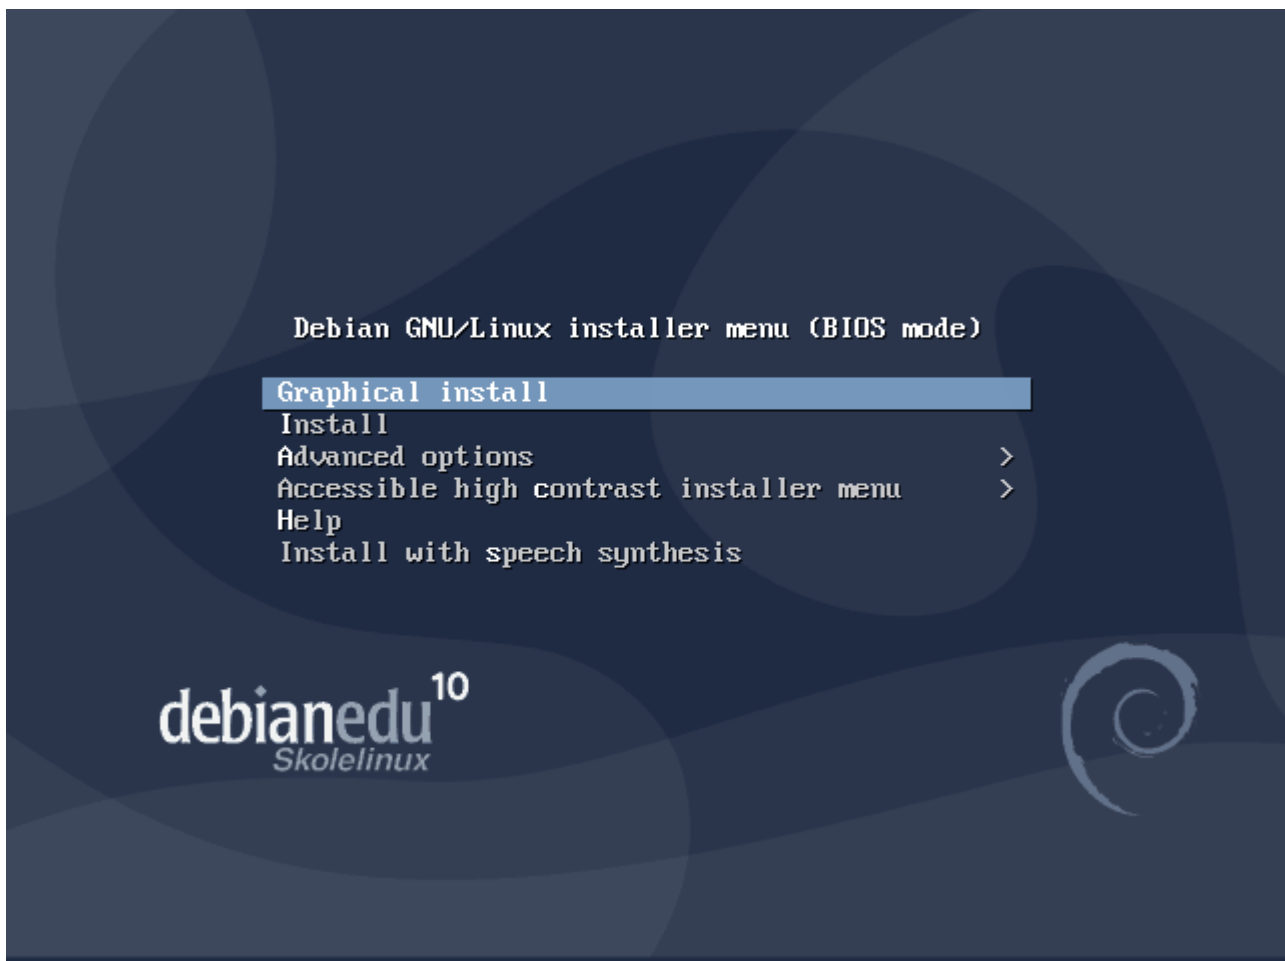 Debian GNU/Linux installer menu (BIOS mode)
Graphical install
Install
Advanced options >
Accessible high contrast installer menu >
Help
Install with speech synthesis
debianedu 10
Skolelinux